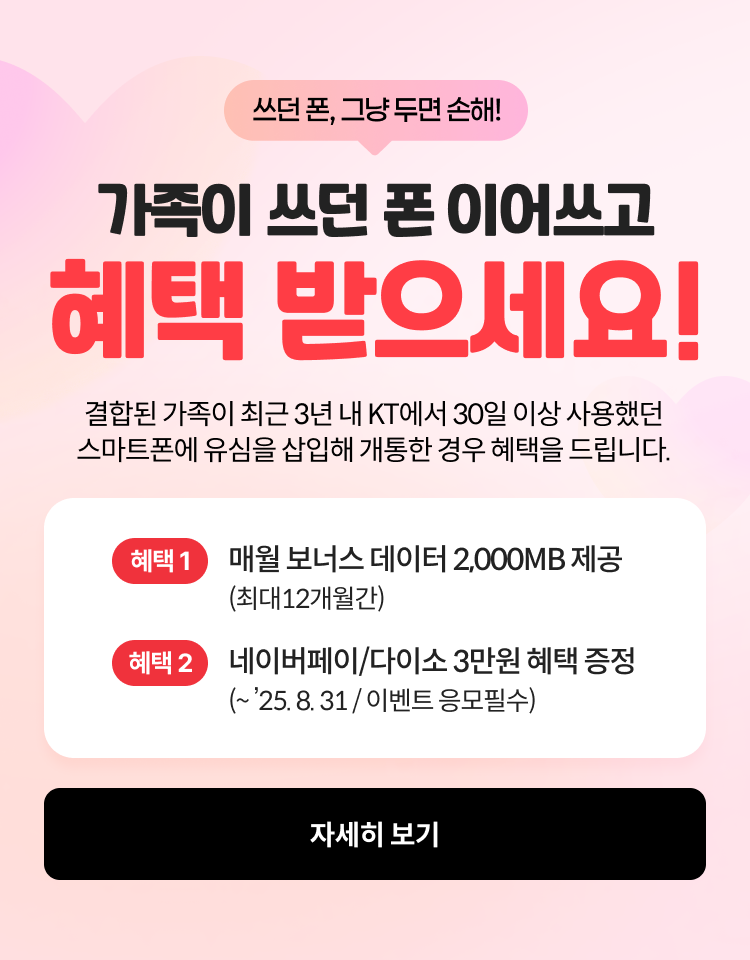 쓰던 폰, 그냥 두면 손해!
가족이 쓰던 폰 이어쓰고
혜택 받으세요!
결합된 가족이 최근 3년 내 KT에서 30일 이상 사용했던
스마트폰에 유심을 삽입해 개통한 경우 혜택을 드립니다.
혜택 1 매월 보너스 데이터 2,000MB 제공
(최대12개월간)
혜택 2 네이버페이/다이소 3만원 혜택 증정
(~ ’25. 8. 31 / 이벤트 응모필수)
자세히 보기